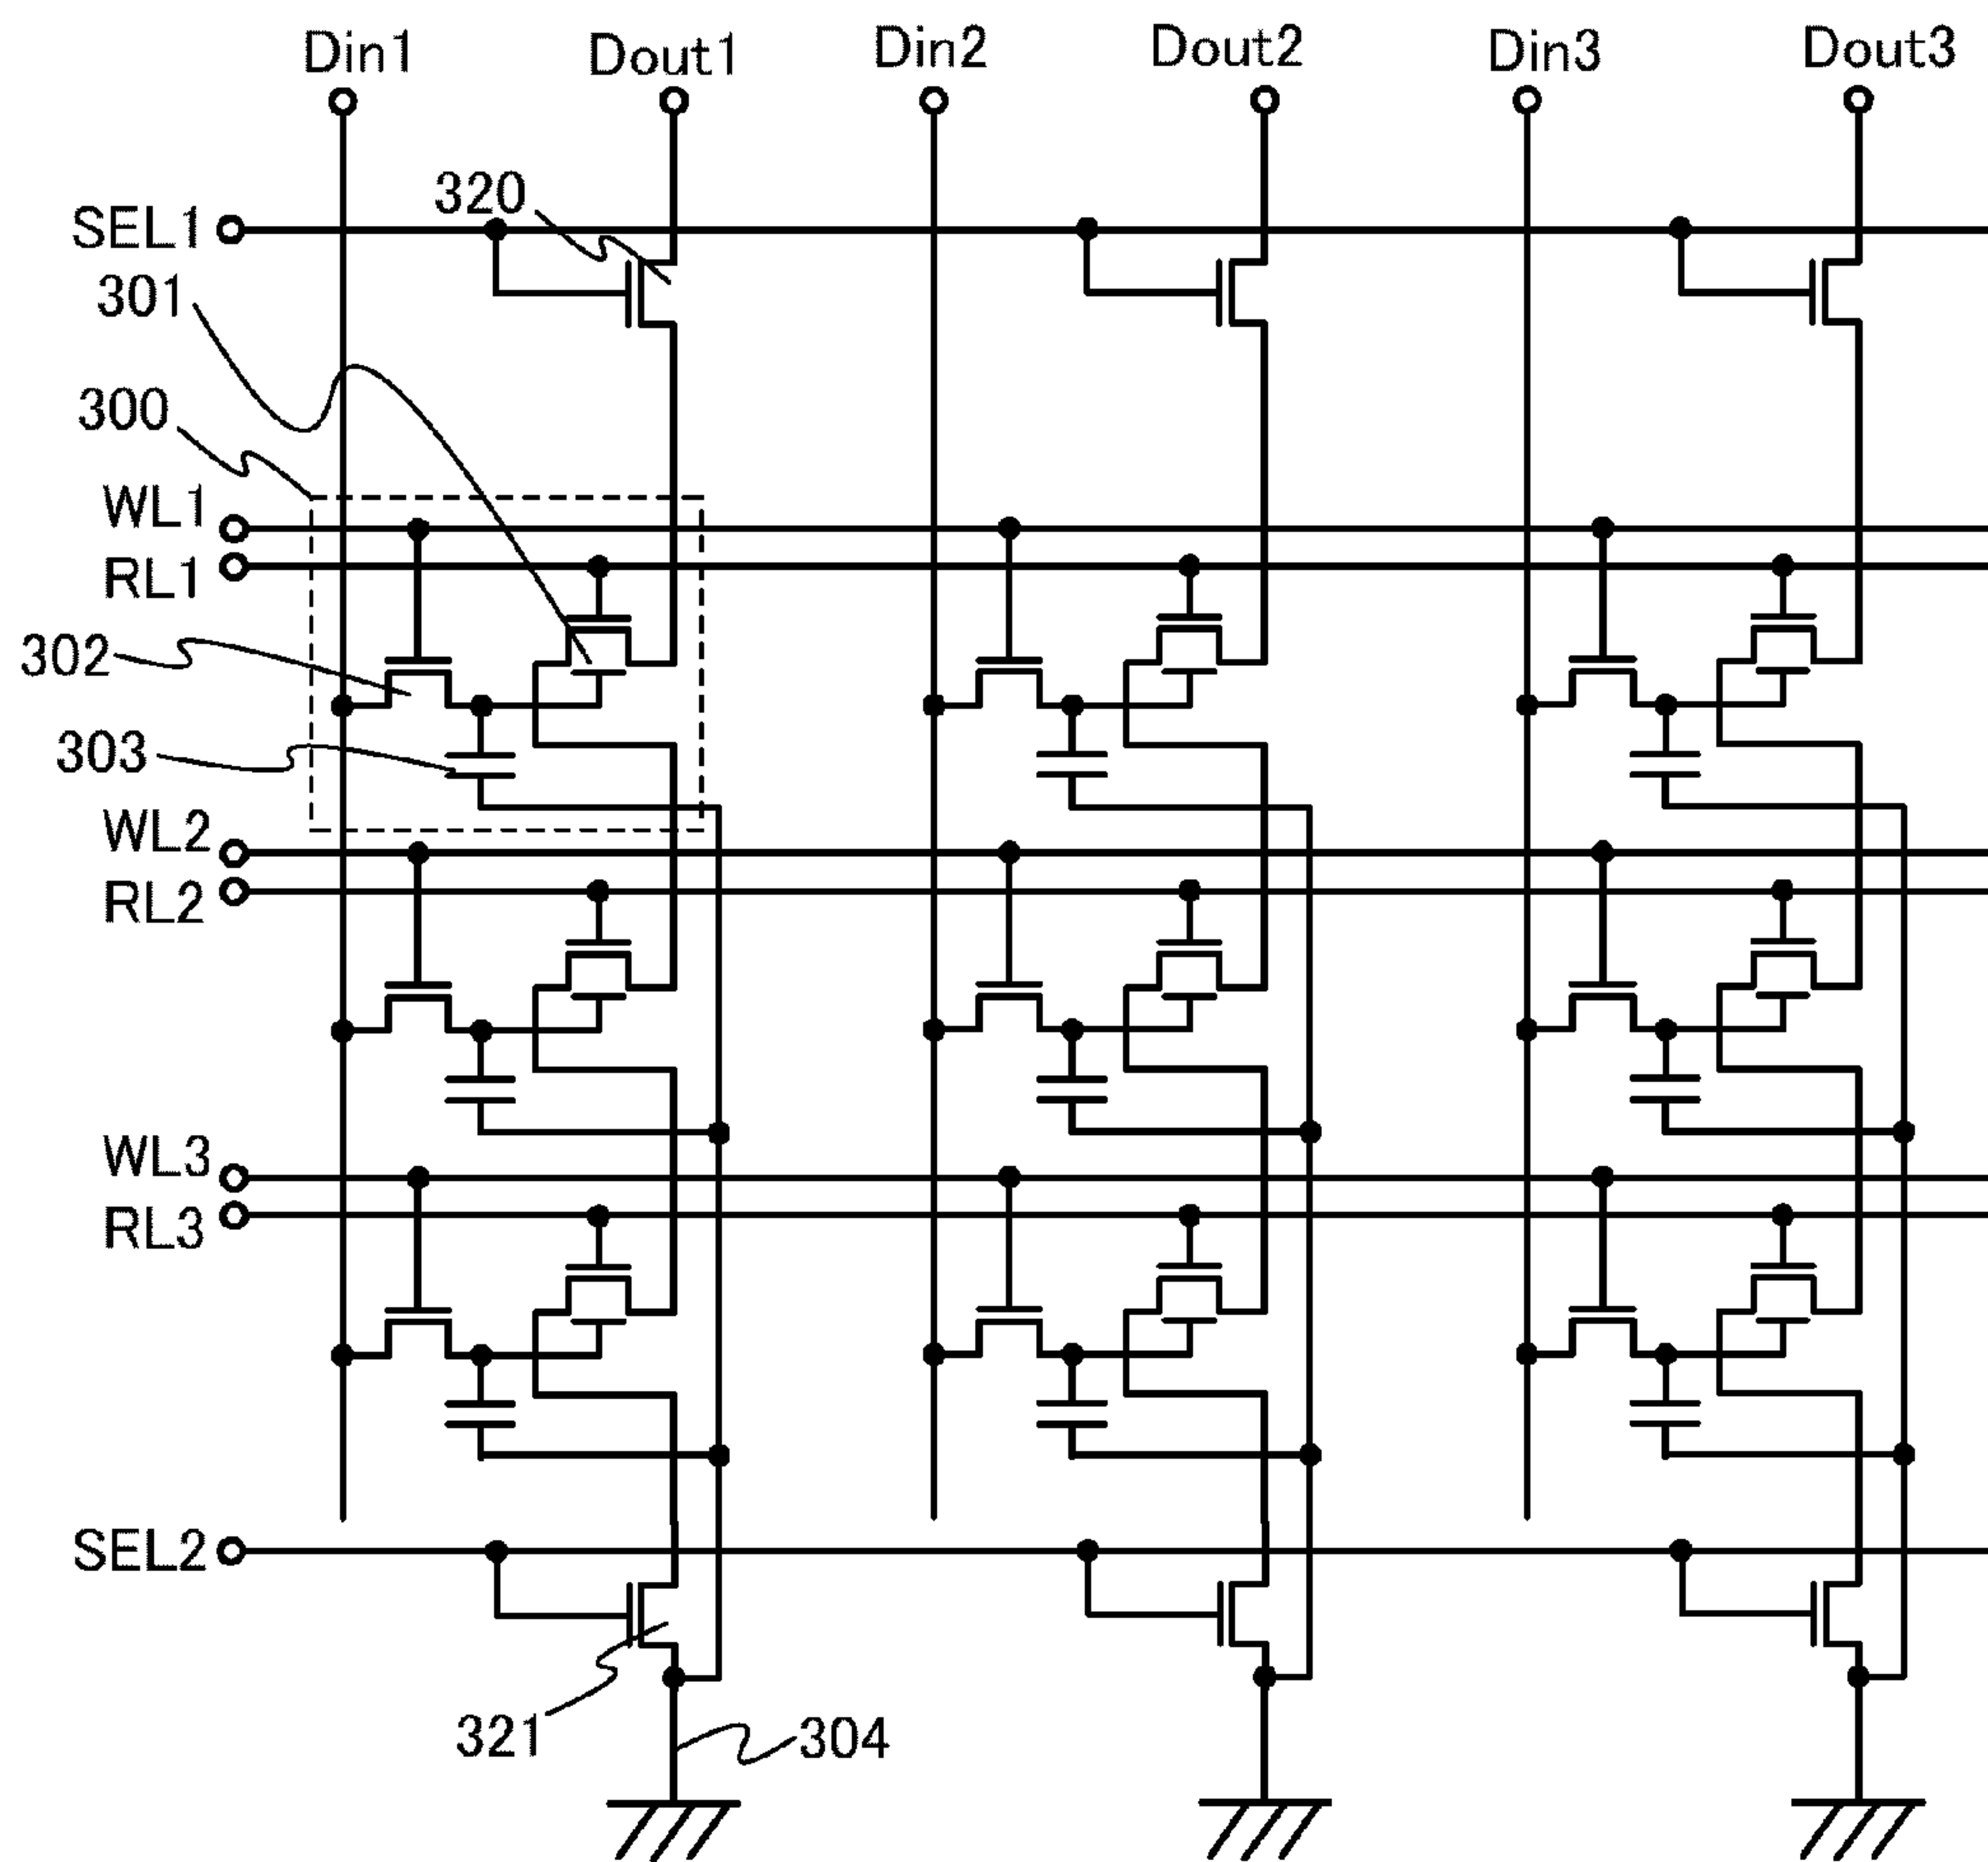 Din1
Dout1
Din2
Dout2
Din3
Dout3
320
SEL1
301
300
WL1
RL1
302
303
WL2
RL2
WL3
RL3
SEL2
321
304